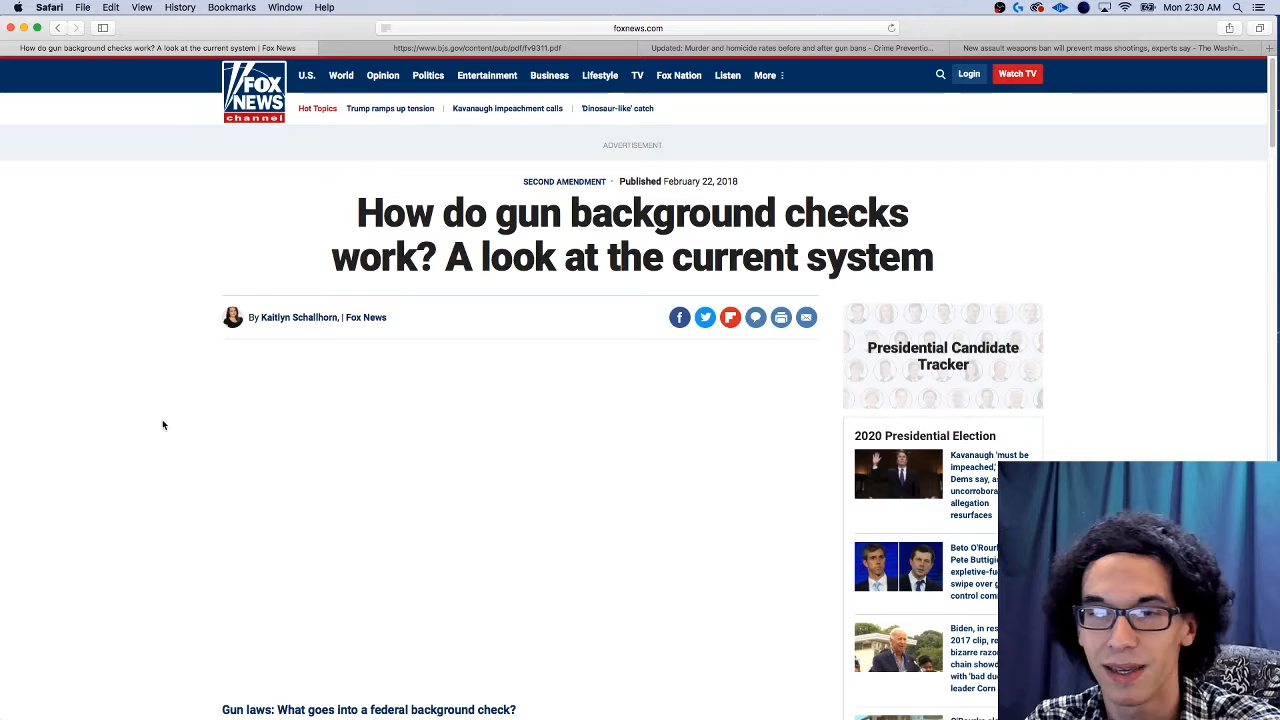 Safari File Edit View History Bookmarks Window Help Mon 2:30 AM
foxnews.com
How do gun background checks work? A look at the current system | Fox News
https://www.bjs.gov/content/pub/pdf/fv9311.pdf
Updated: Murder and homicide rates before and after gun bans - Crime Preventio...
New assault weapons ban will prevent mass shootings, experts say - The Washin...
FOX
NEWS
channel
U.S. World Opinion Politics Entertainment Business Lifestyle TV Fox Nation Listen More Login Watch TV
Hot Topics Trump ramps up tension Kavanaugh impeachment calls 'Dinosaur-like' catch
ADVERTISEMENT
SECOND AMENDMENT · Published February 22, 2018
How do gun background checks
work? A look at the current system
By Kaitlyn Schallhorn, | Fox News
Presidential Candidate
Tracker
2020 Presidential Election
Kavanaugh 'must be
impeached,'
Dems say, as
uncorrobora
allegation
resurfaces
Beto O'Rour
Pete Buttigi
expletive-fu
swipe over g
control com
Biden, in res
2017 clip, re
bizarre razo
chain showd
with 'bad du
leader Corn
Gun laws: What goes into a federal background check?